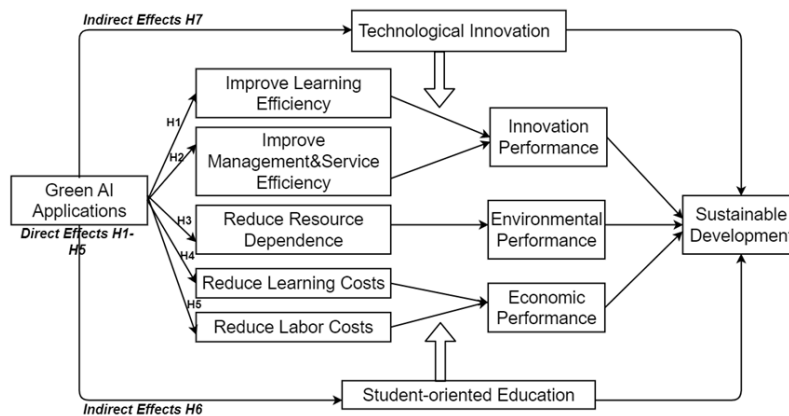 Indirect Effects H7
Technological Innovation
Improve Learning
Efficiency
H1
Innovation
Performance
H2
Improve
Management&Service
Efficiency
Green AI
Applications
Direct Effects H1-
H5
H3
Reduce Resource
Dependence
Environmental
Performance
Sustainable
Development
H4
Reduce Learning Costs
H5
Economic
Performance
Reduce Labor Costs
Student-oriented Education
Indirect Effects H6